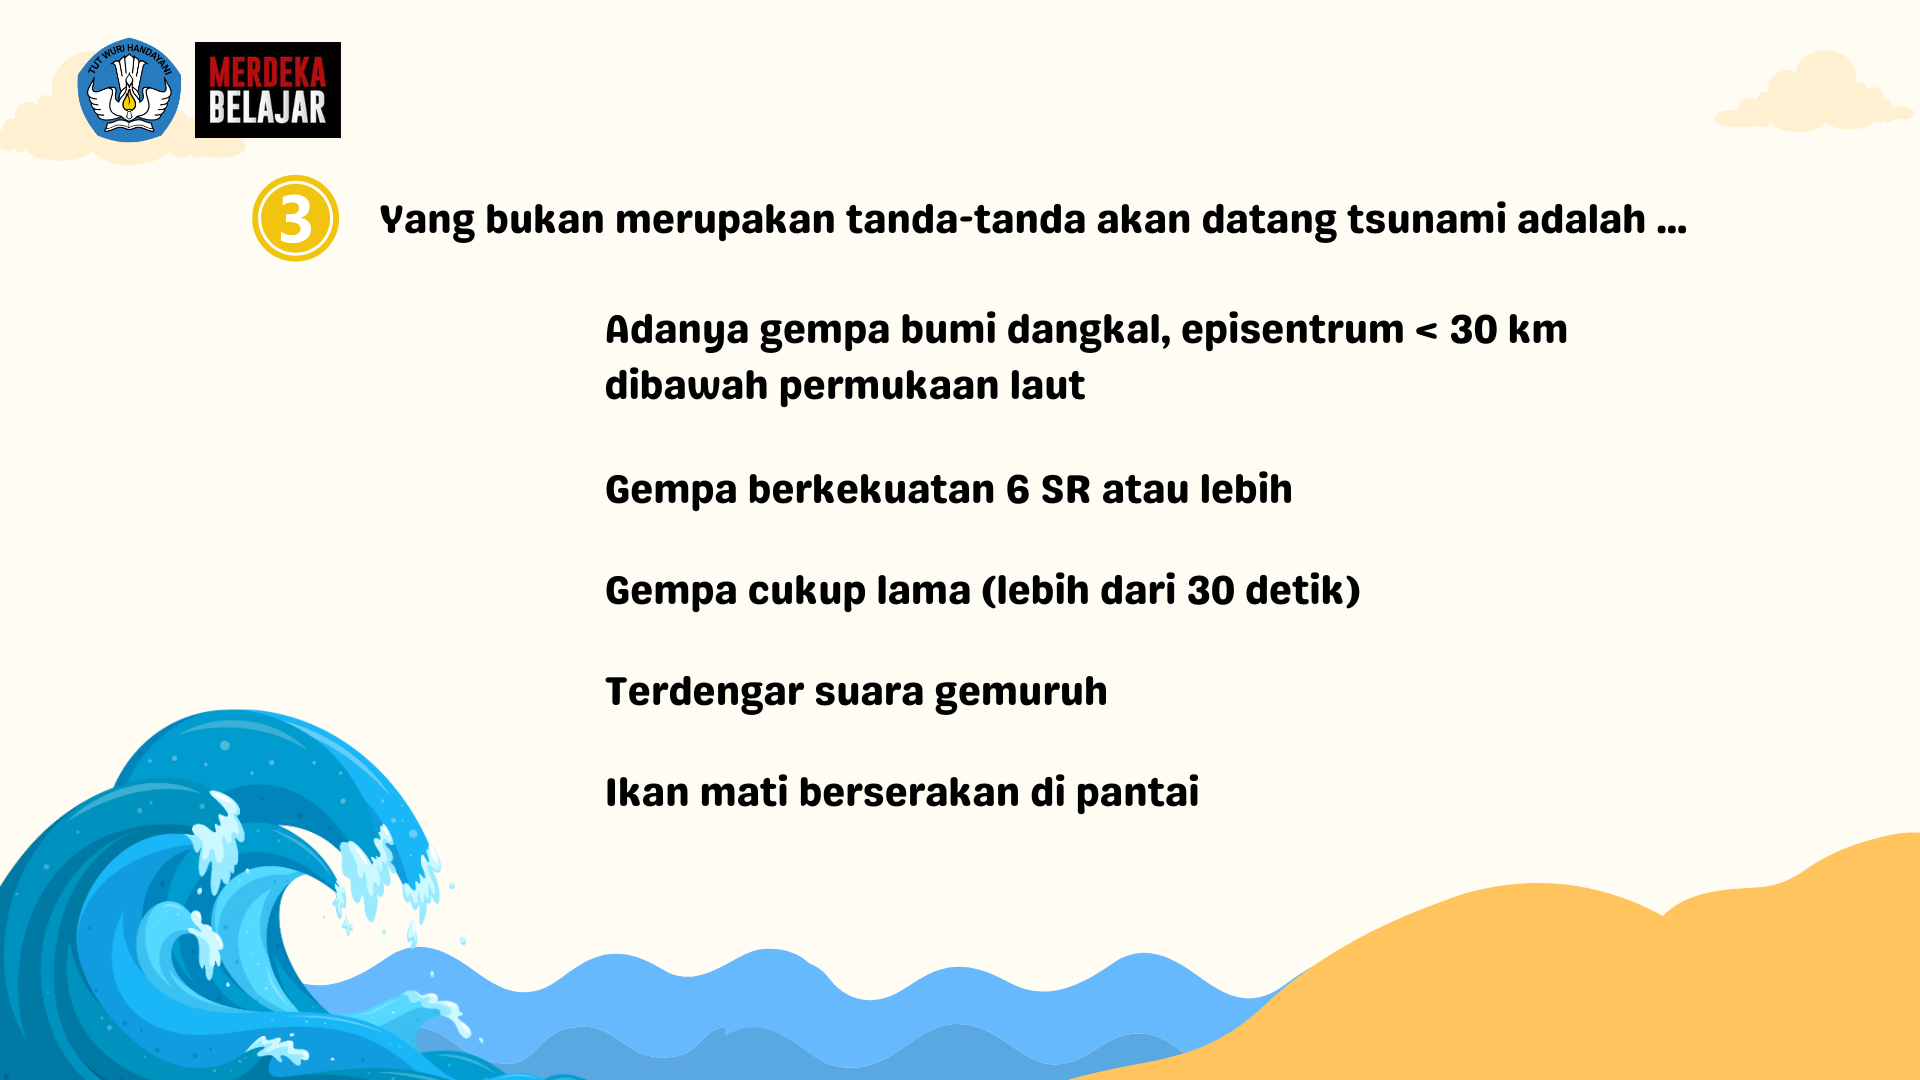 TUT WURI HANDAYANI
MERDEKA
BELAJAR
3
Yang bukan merupakan tanda-tanda akan datang tsunami adalah ...
Adanya gempa bumi dangkal, episentrum < 30 km
dibawah permukaan laut
Gempa berkekuatan 6 SR atau lebih
Gempa cukup lama (lebih dari 30 detik)
Terdengar suara gemuruh
Ikan mati berserakan di pantai